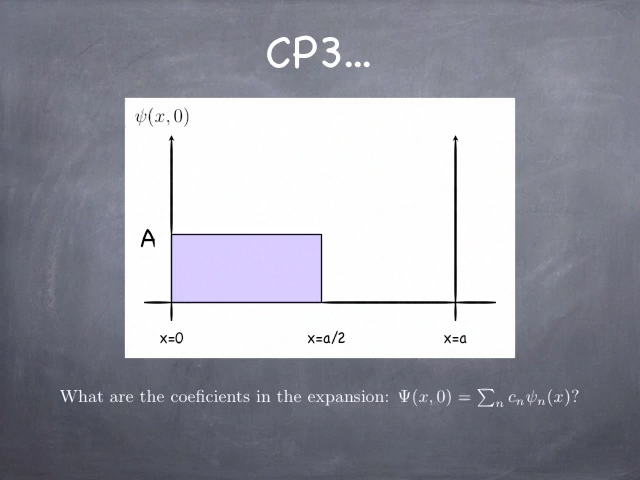 CP3...
ψ(x, 0)
A
x=0 x=a/2 x=a
What are the coeficients in the expansion: Ψ(x, 0) = ∑ₙ cₙψₙ(x)?